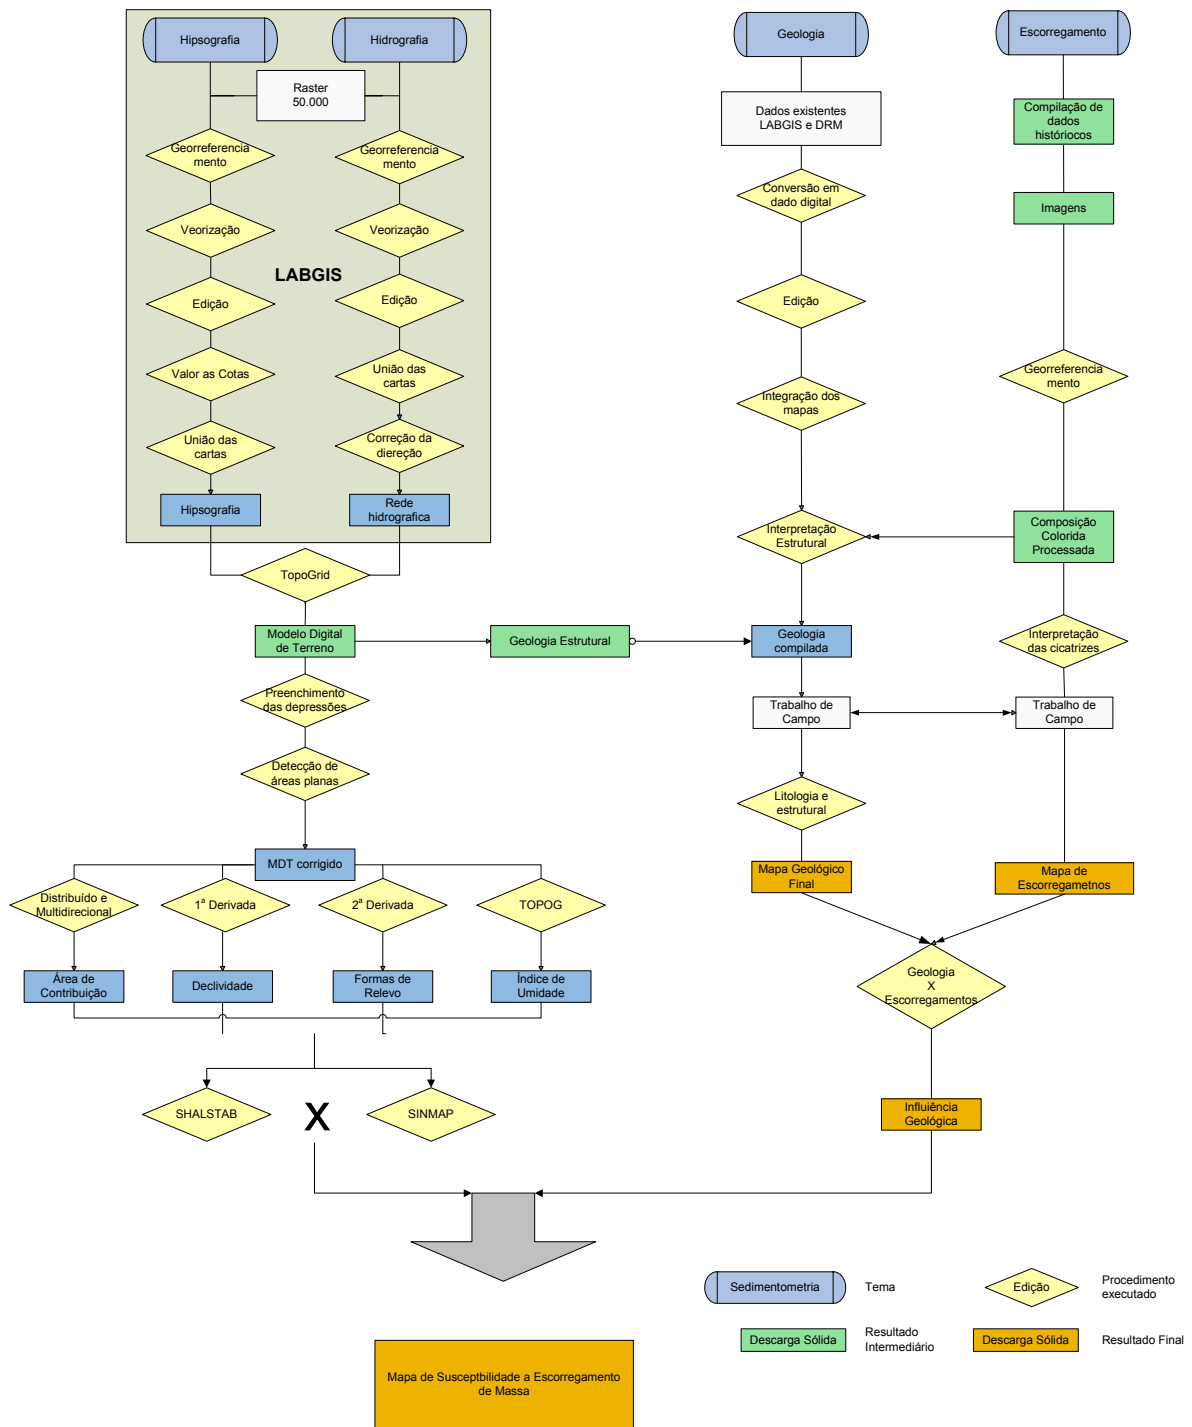 Hipsografia
Hidrografia
Raster
50.000
Georreferencia
mento
Georreferencia
mento
Veorização
Veorização
LABGIS
Edição
Edição
Valor as Cotas
União das
cartas
União das
cartas
Correção da
diereção
Hipsografia
Rede
hidrografica
TopoGrid
Modelo Digital
de Terreno
Geologia Estrutural
Preenchimento
das depressões
Detecção de
áreas planas
MDT corrigido
Distribuído e
Multidirecional
1ª Derivada
2ª Derivada
TOPOG
Área de
Contribuição
Declividade
Formas de
Relevo
Índice de
Umidade
SHALSTAB
X
SINMAP
Geologia
Dados existentes
LABGIS e DRM
Conversão em
dado digital
Edição
Integração dos
mapas
Interpretação
Estrutural
Geologia
compilada
Trabalho de
Campo
Litologia e
estrutural
Mapa Geológico
Final
Escorregamento
Compilação de
dados
históriocos
Imagens
Georreferencia
mento
Composição
Colorida
Processada
Interpretação
das cicatrizes
Trabalho de
Campo
Mapa de
Escorregametnos
Geologia
X
Escorregamentos
Influiência
Geológica
Mapa de Susceptbilidade a Escorregamento
de Massa
Sedimentometria
Tema
Edição
Procedimento
executado
Descarga Sólida
Resultado
Intermediário
Descarga Sólida
Resultado Final